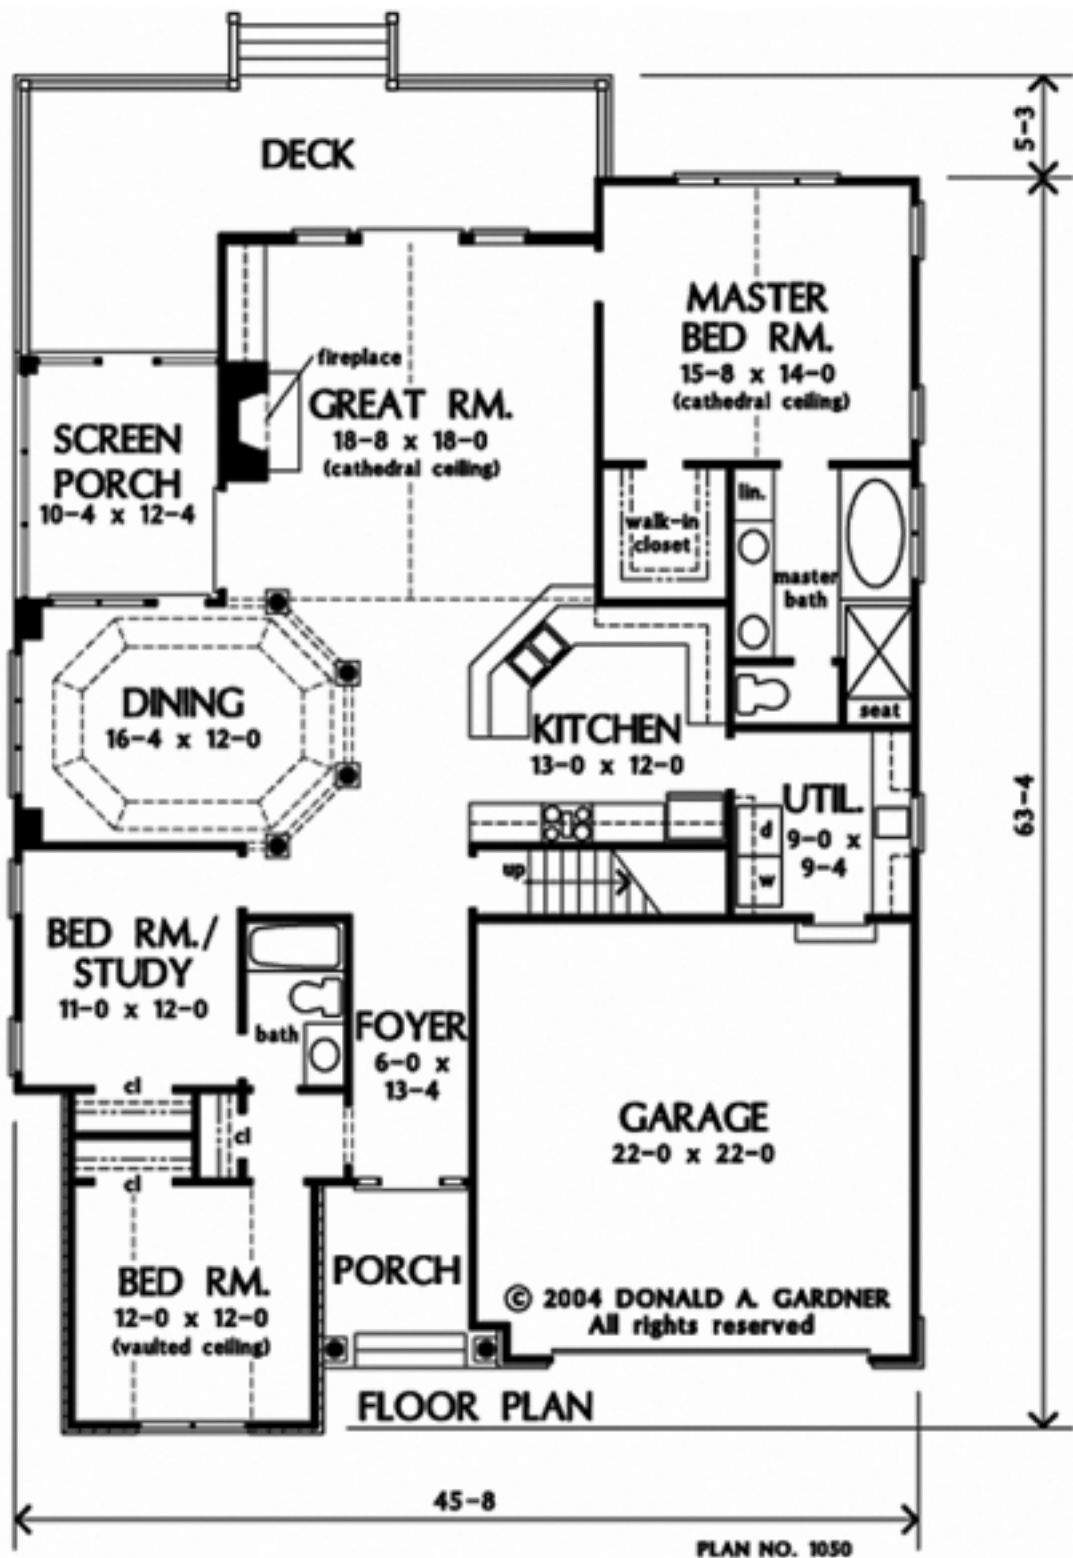 DECK
5-3
MASTER
BED RM.
15-8 x 14-0
(cathedral ceiling)
fireplace
GREAT RM.
18-8 x 18-0
(cathedral ceiling)
SCREEN
PORCH
10-4 x 12-4
lin.
walk-in
closet
master
bath
seat
DINING
16-4 x 12-0
KITCHEN
13-0 x 12-0
UTIL.
9-0 x
9-4
d
w
63-4
up
BED RM./
STUDY
11-0 x 12-0
bath
FOYER
6-0 x
13-4
cl
cl
cl
GARAGE
22-0 x 22-0
BED RM.
12-0 x 12-0
(vaulted ceiling)
PORCH
© 2004 DONALD A. GARDNER
All rights reserved
FLOOR PLAN
45-8
PLAN NO. 1050